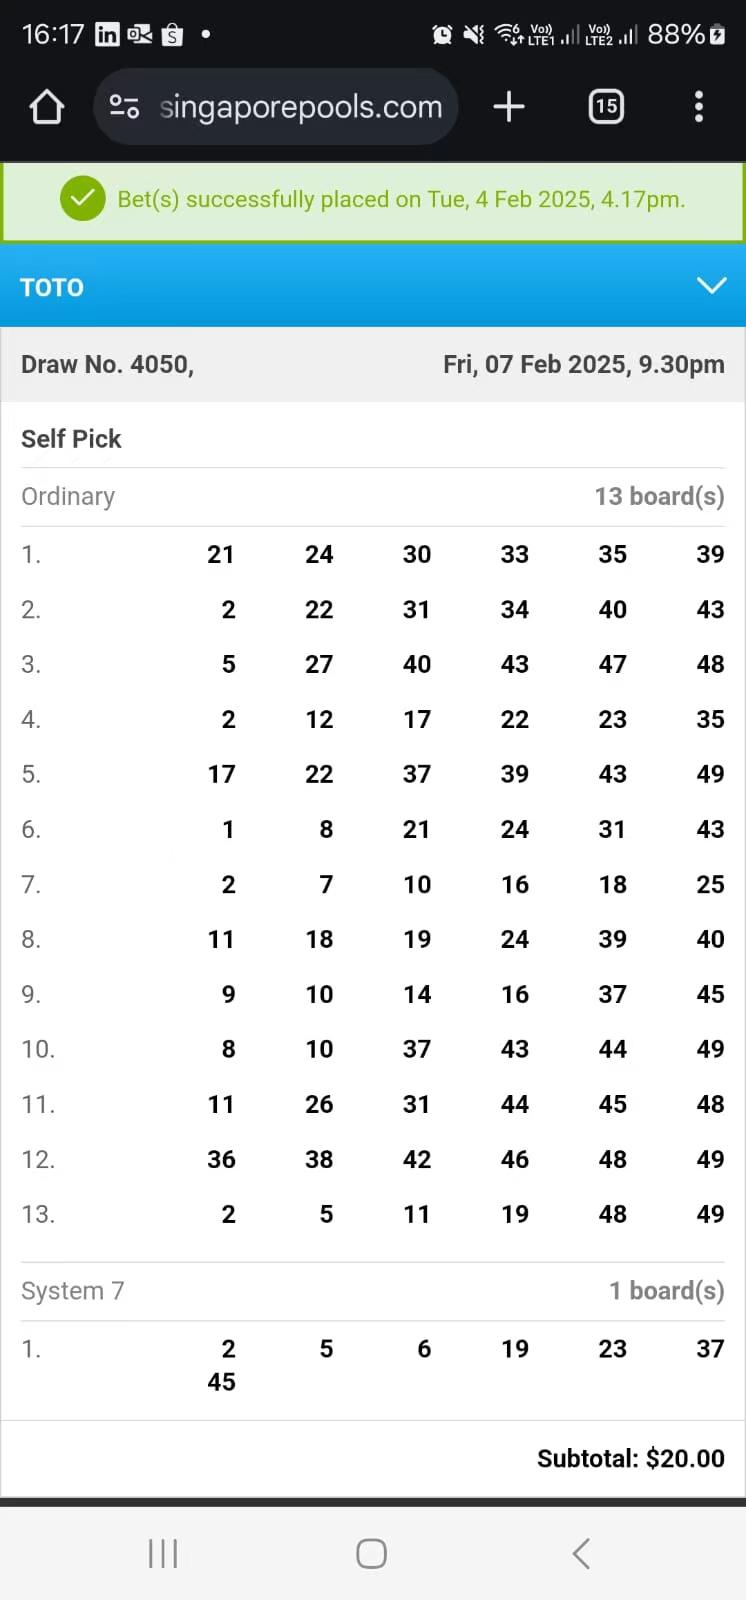 16:17 in S VoD LTE1 VoD LTE2 88%
singaporepools.com 15
Bet(s) successfully placed on Tue, 4 Feb 2025, 4.17pm.
TOTO
Draw No. 4050, Fri, 07 Feb 2025, 9.30pm
Self Pick
Ordinary 13 board(s)
1. 21 24 30 33 35 39
2. 2 22 31 34 40 43
3. 5 27 40 43 47 48
4. 2 12 17 22 23 35
5. 17 22 37 39 43 49
6. 1 8 21 24 31 43
7. 2 7 10 16 18 25
8. 11 18 19 24 39 40
9. 9 10 14 16 37 45
10. 8 10 37 43 44 49
11. 11 26 31 44 45 48
12. 36 38 42 46 48 49
13. 2 5 11 19 48 49
System 7 1 board(s)
1. 2 5 6 19 23 37
45
Subtotal: $20.00